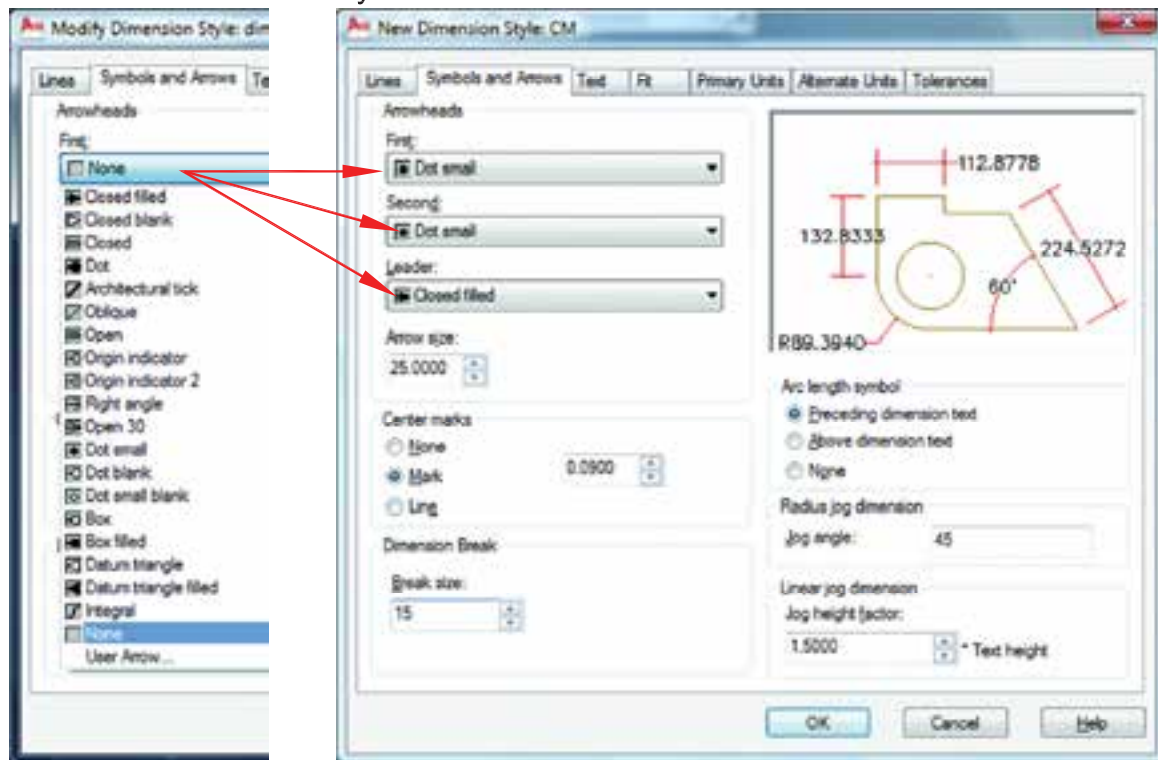 Modify Dimension Style: dim
Lines Symbols and Arrows Te
Arrowheads
First:
None
Closed filled
Closed blank
Closed
Dot
Architectural tick
Oblique
Open
Origin indicator
Origin indicator 2
Right angle
Open 30
Dot small
Dot blank
Dot small blank
Box
Box filled
Datum triangle
Datum triangle filled
Integral
None
User Arrow...
New Dimension Style: CM
Lines Symbols and Arrows Text Fit Primary Units Alternate Units Tolerances
Arrowheads
First:
Dot small
Second:
Dot small
Leader:
Closed filled
Arrow size:
25.0000
Center marks
None
Mark
0.0900
Line
Dimension Break
Break size:
15
112.8778
132.8333
224.5272
60°
R89.3940
Arc length symbol
Preceding dimension text
Above dimension text
None
Radius jog dimension
Jog angle: 45
Linear jog dimension
Jog height factor:
1.5000 * Text height
OK Cancel Help